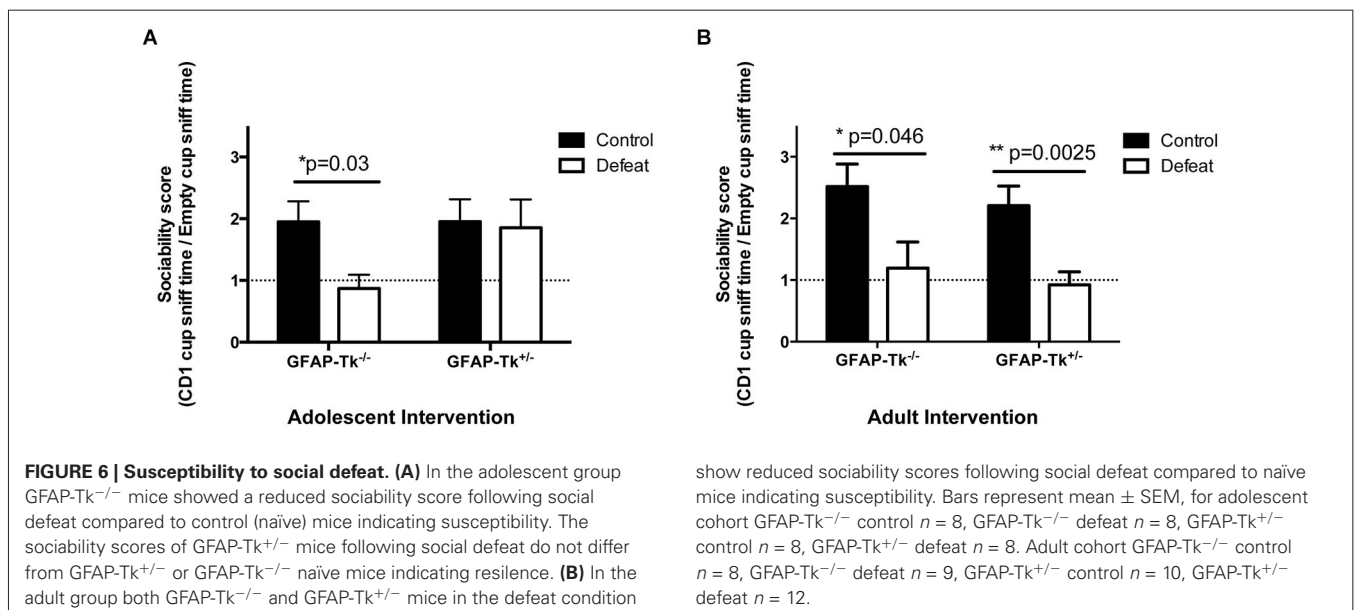 A
Sociability score
(CD1 cup sniff time / Empty cup sniff time)
3
2
1
0
*p=0.03
Control
Defeat
GFAP-Tk-/-
GFAP-Tk+/-
Adolescent Intervention
B
Sociability score
(CD1 cup sniff time / Empty cup sniff time)
3
2
1
0
* p=0.046
** p=0.0025
Control
Defeat
GFAP-Tk-/-
GFAP-Tk+/-
Adult Intervention
FIGURE 6 | Susceptibility to social defeat. (A) In the adolescent group
GFAP-Tk−/− mice showed a reduced sociability score following social
defeat compared to control (naïve) mice indicating susceptibility. The
sociability scores of GFAP-Tk+/− mice following social defeat do not differ
from GFAP-Tk+/− or GFAP-Tk−/− naïve mice indicating resilence. (B) In the
adult group both GFAP-Tk−/− and GFAP-Tk+/− mice in the defeat condition
show reduced sociability scores following social defeat compared to naïve
mice indicating susceptibility. Bars represent mean ± SEM, for adolescent
cohort GFAP-Tk−/− control n = 8, GFAP-Tk−/− defeat n = 8, GFAP-Tk+/−
control n = 8, GFAP-Tk+/− defeat n = 8. Adult cohort GFAP-Tk−/− control
n = 8, GFAP-Tk−/− defeat n = 9, GFAP-Tk+/− control n = 10, GFAP-Tk+/−
defeat n = 12.